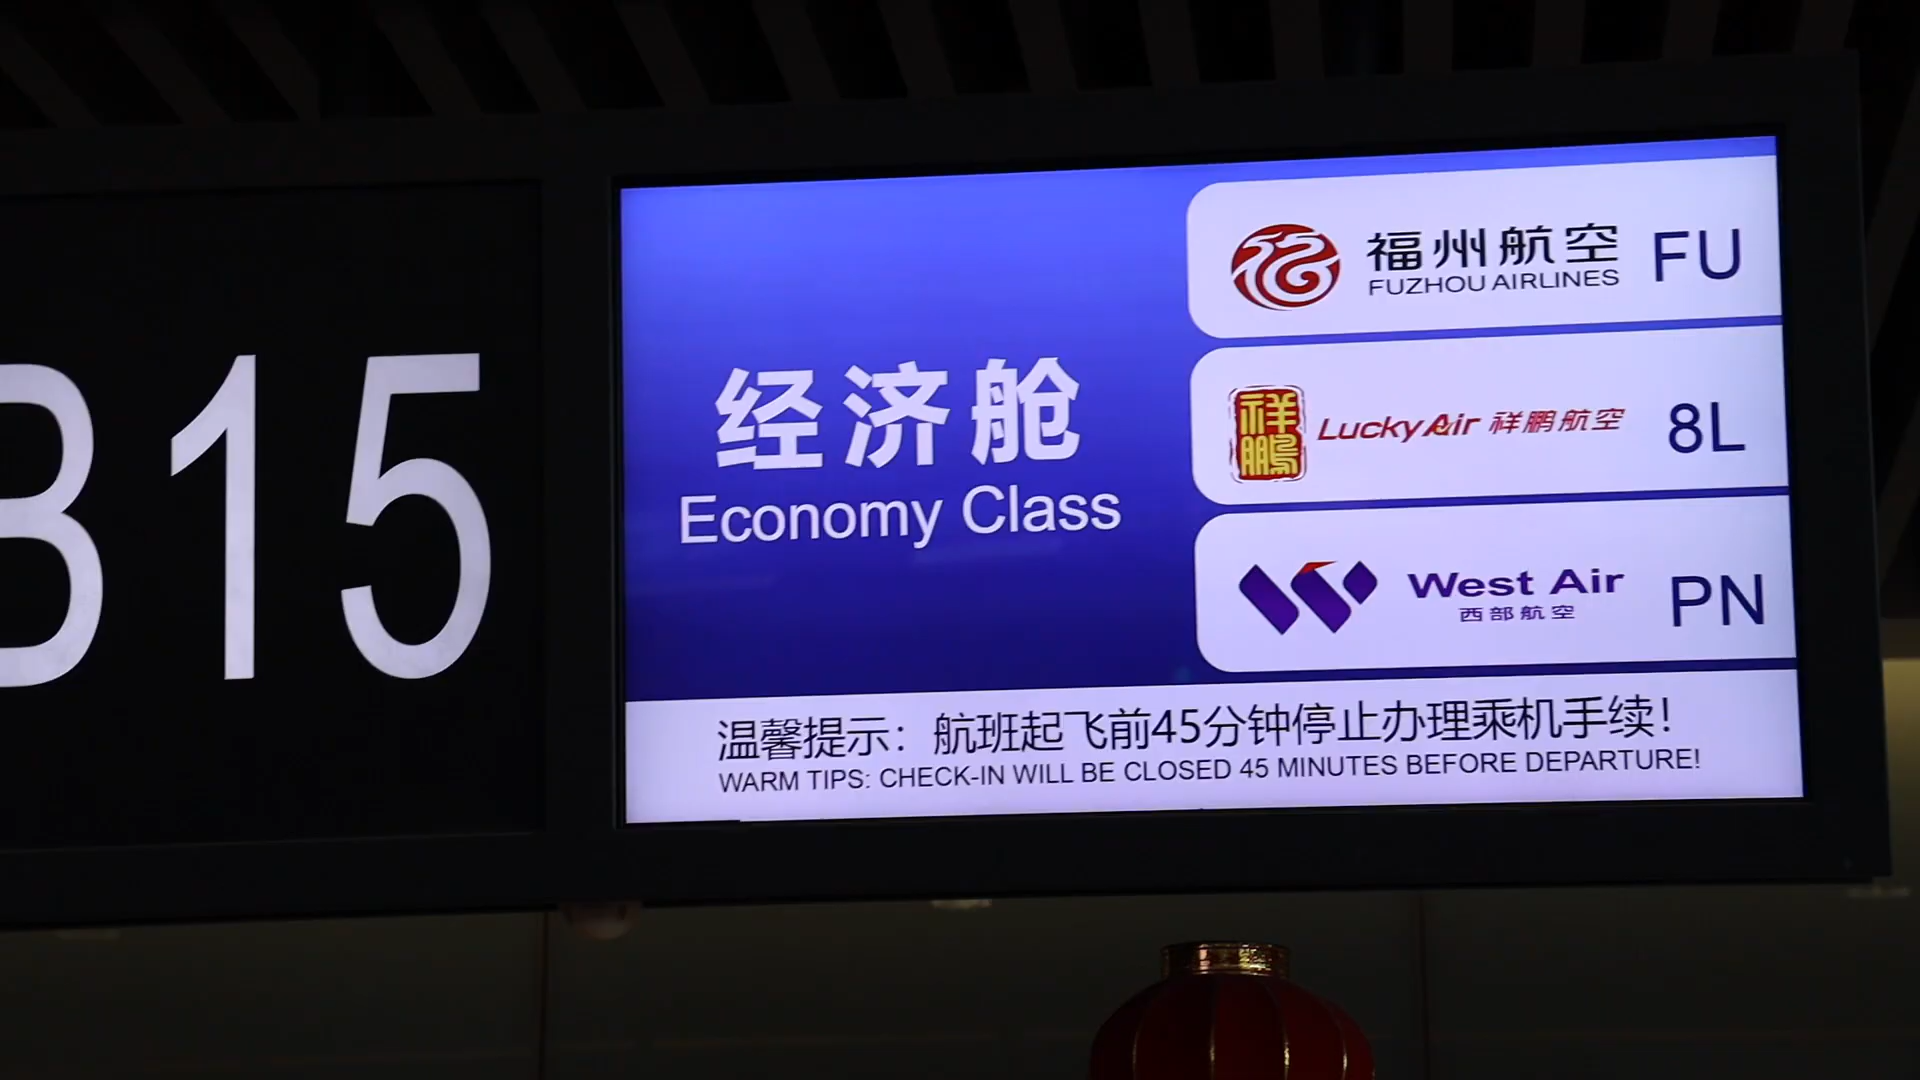 B15
经济舱
Economy Class
福州航空 FU
FUZHOU AIRLINES
祥鹏
Lucky Air 祥鹏航空 8L
West Air PN
西部航空
温馨提示：航班起飞前45分钟停止办理乘机手续！
WARM TIPS: CHECK-IN WILL BE CLOSED 45 MINUTES BEFORE DEPARTURE!